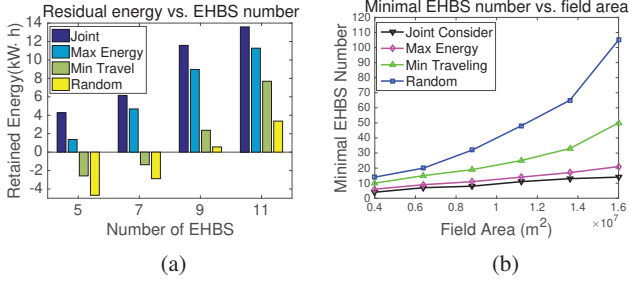 Residual energy vs. EHBS number
Retained Energy(kW· h)
14
12
10
8
6
4
2
0
-2
-4
Joint
Max Energy
Min Travel
Random
5 7 9 11
Number of EHBS
(a)
Minimal EHBS number vs. field area
Minimal EHBS Number
120
110
100
90
80
70
60
50
40
30
20
10
0
Joint Consider
Max Energy
Min Traveling
Random
0.4 0.6 0.8 1 1.2 1.4 1.6
×10⁷
Field Area (m²)
(b)